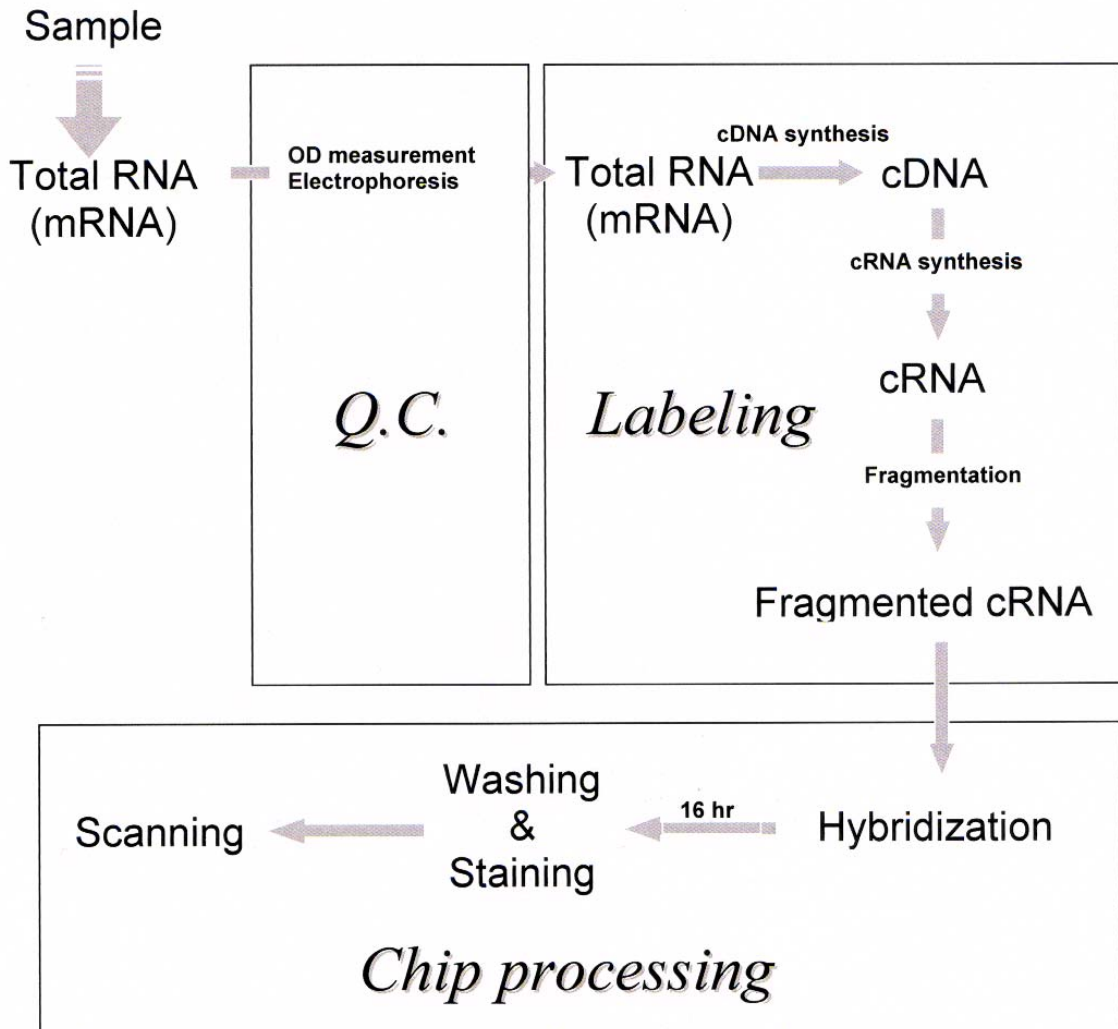 Sample
Total RNA
(mRNA)
OD measurement
Electrophoresis
Q.C.
Total RNA
(mRNA)
cDNA synthesis
cDNA
cRNA synthesis
cRNA
Labeling
Fragmentation
Fragmented cRNA
Hybridization
16 hr
Washing
&
Staining
Scanning
Chip processing